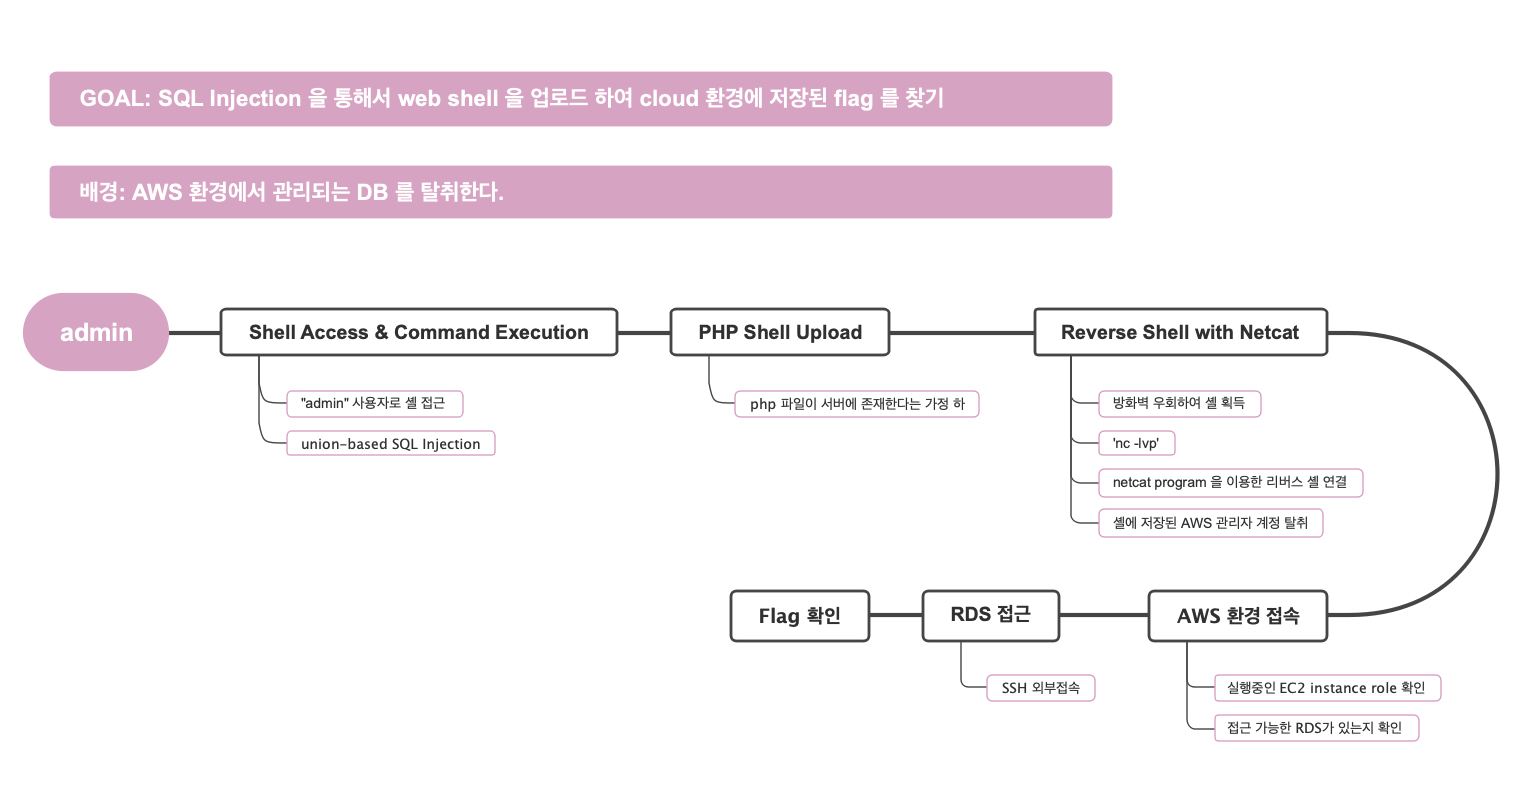 GOAL: SQL Injection 을 통해서 web shell 을 업로드 하여 cloud 환경에 저장된 flag 를 찾기
배경: AWS 환경에서 관리되는 DB 를 탈취한다.
admin
Shell Access & Command Execution
"admin" 사용자로 셸 접근
union-based SQL Injection
PHP Shell Upload
php 파일이 서버에 존재한다는 가정 하
Reverse Shell with Netcat
방화벽 우회하여 셸 획득
'nc -lvp'
netcat program 을 이용한 리버스 셸 연결
셸에 저장된 AWS 관리자 계정 탈취
AWS 환경 접속
실행중인 EC2 instance role 확인
접근 가능한 RDS가 있는지 확인
RDS 접근
SSH 외부접속
Flag 확인